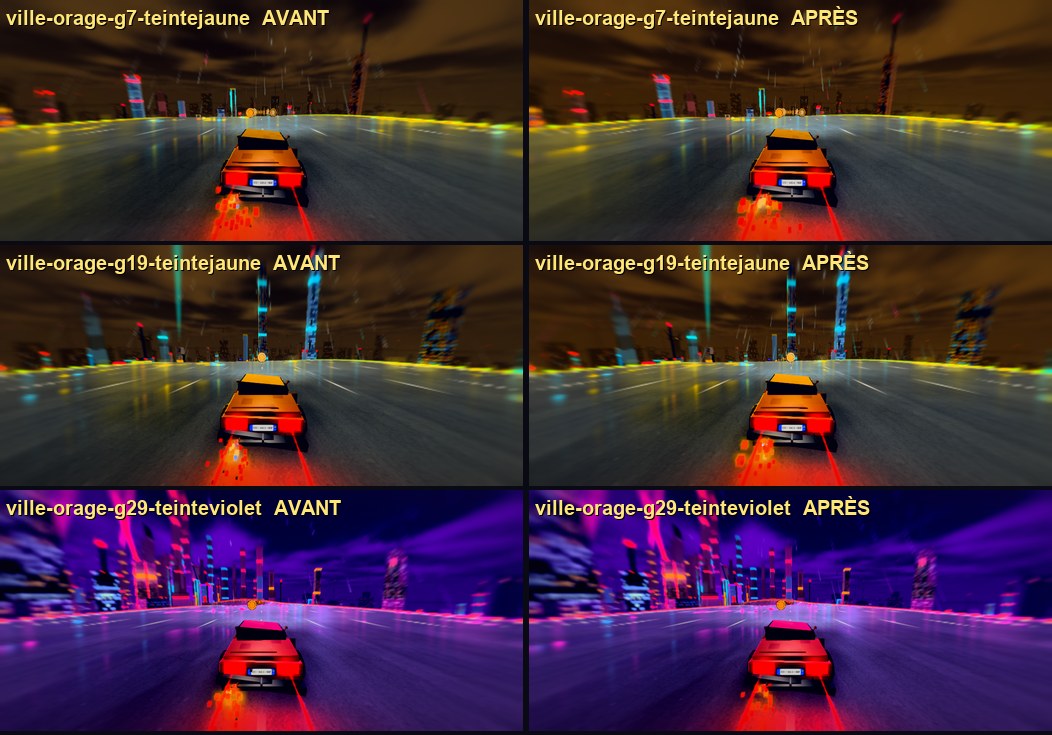 ville-orage-g7-teintejaune AVANT
ville-orage-g7-teintejaune APRÈS
ville-orage-g19-teintejaune AVANT
ville-orage-g19-teintejaune APRÈS
ville-orage-g29-teinteviolet AVANT
ville-orage-g29-teinteviolet APRÈS